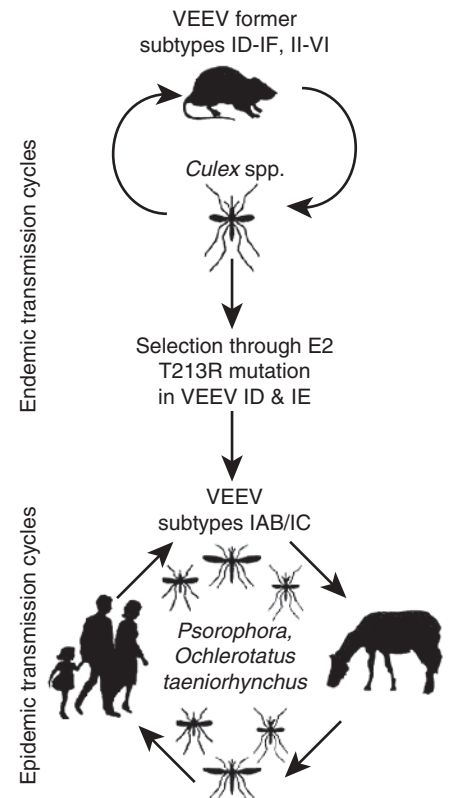 VEEV former
subtypes ID-IF, II-VI
Endemic transmission cycles
Culex spp.
Selection through E2
T213R mutation
in VEEV ID & IE
VEEV
subtypes IAB/IC
Epidemic transmission cycles
Psorophora,
Ochlerotatus
taeniorhynchus